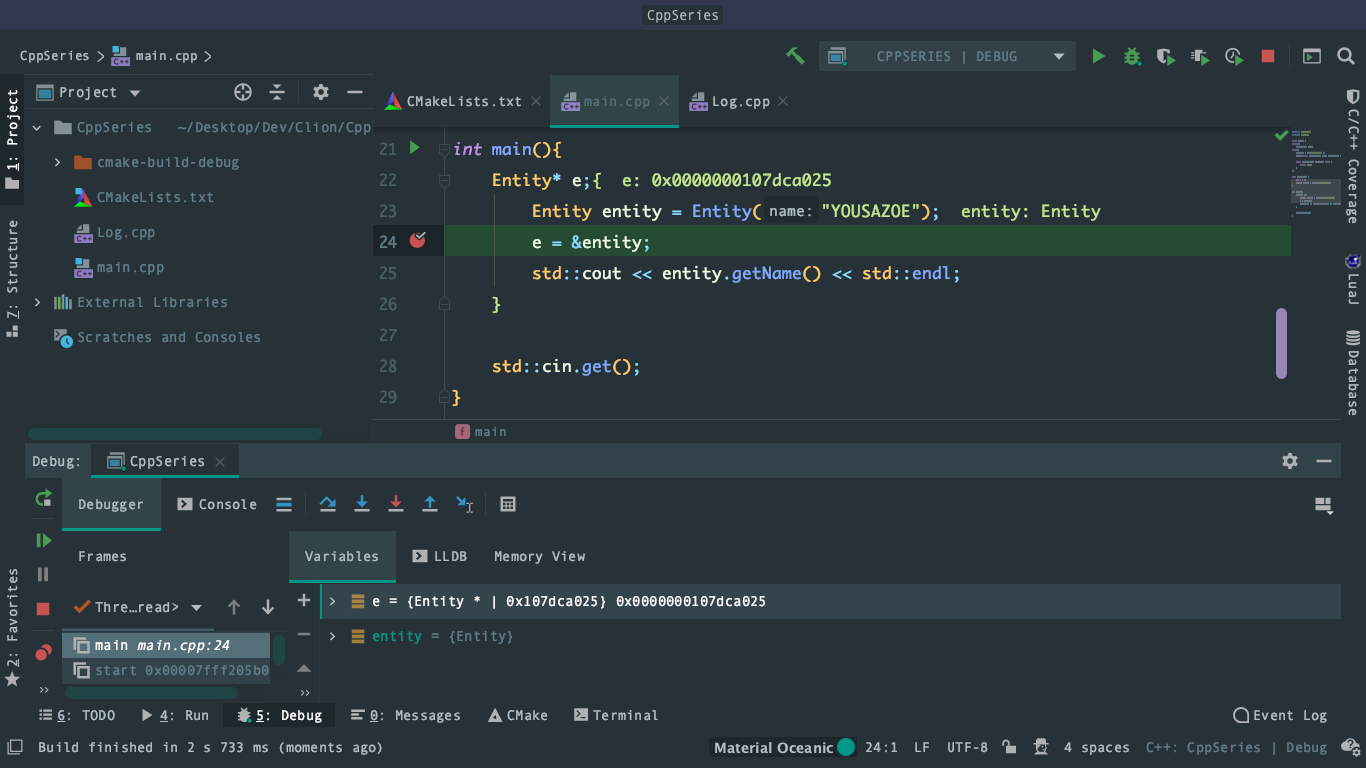 CppSeries
CppSeries > main.cpp >
CPPSERIES | DEBUG
1: Project
Z: Structure
2: Favorites
Project
CppSeries ~/Desktop/Dev/Clion/Cpp
cmake-build-debug
CMakeLists.txt
Log.cpp
main.cpp
External Libraries
Scratches and Consoles
CMakeLists.txt × main.cpp × Log.cpp ×
21 int main(){
22 Entity* e;{ e: 0x0000000107dca025
23 Entity entity = Entity( name: "YOUSAZOE"); entity: Entity
24 e = &entity;
25 std::cout << entity.getName() << std::endl;
26 }
27
28 std::cin.get();
29 }
main
C/C++ Coverage
LuaJ
Database
Debug: CppSeries ×
Debugger Console
Frames
Variables LLDB Memory View
Thre...read>
main main.cpp:24
start 0x00007fff205b0
e = {Entity * | 0x107dca025} 0x0000000107dca025
entity = {Entity}
6: TODO 4: Run 5: Debug 0: Messages CMake Terminal Event Log
Build finished in 2 s 733 ms (moments ago) Material Oceanic 24:1 LF UTF-8 4 spaces C++: CppSeries | Debug